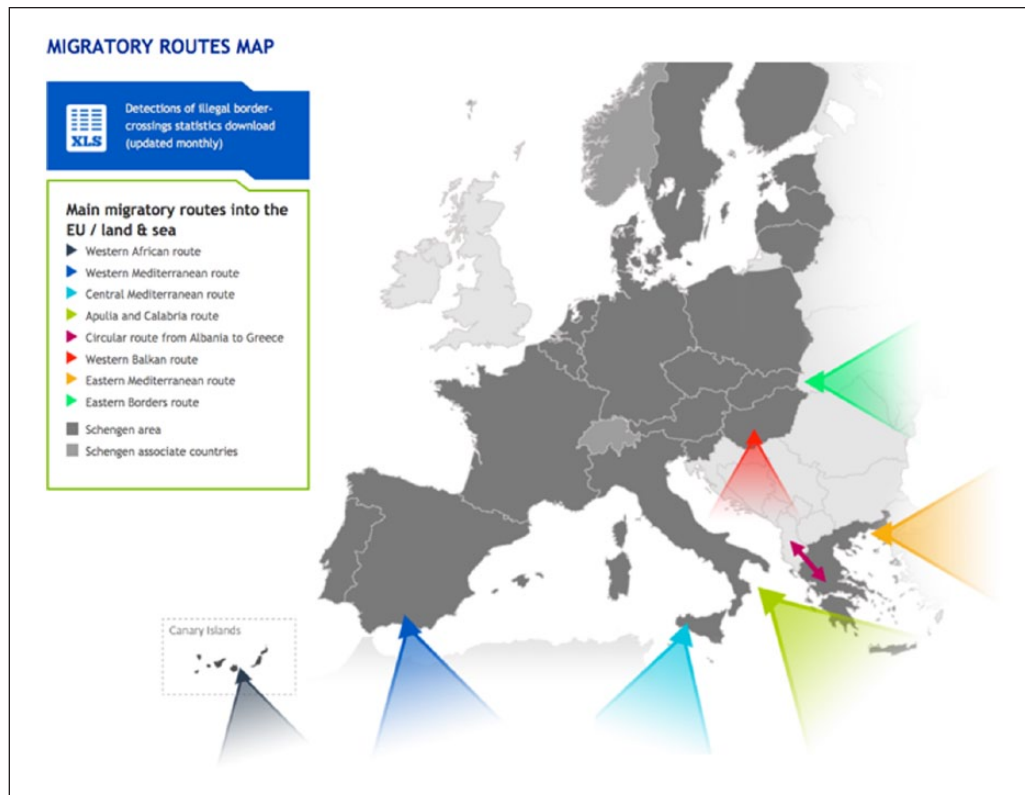 MIGRATORY ROUTES MAP
XLS
Detections of illegal border-
crossings statistics download
(updated monthly)
Main migratory routes into the
EU / land & sea
Western African route
Western Mediterranean route
Central Mediterranean route
Apulia and Calabria route
Circular route from Albania to Greece
Western Balkan route
Eastern Mediterranean route
Eastern Borders route
Schengen area
Schengen associate countries
Canary Islands